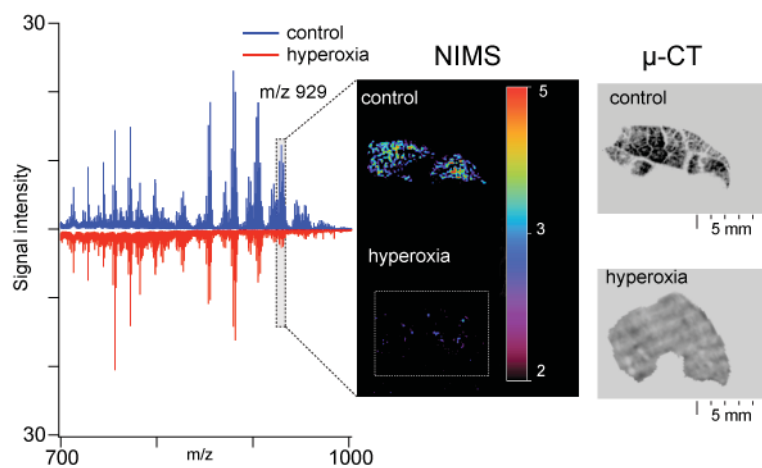 30
control
hyperoxia
m/z 929
Signal intensity
30
700
m/z
1000
NIMS
control
5
3
hyperoxia
2
μ-CT
control
5 mm
hyperoxia
5 mm